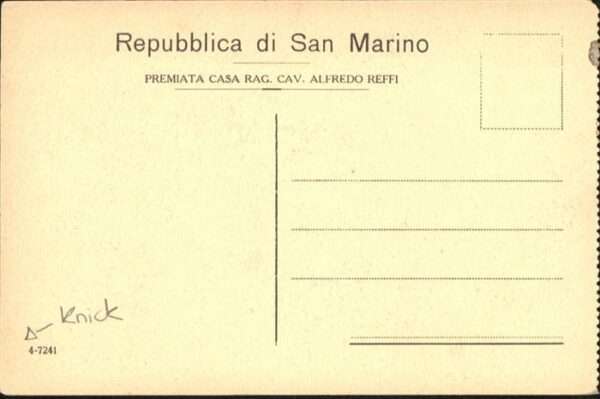 Repubblica di San Marino
PREMIATA CASA RAG. CAV. ALFREDO REFFI
Knick
4-7241